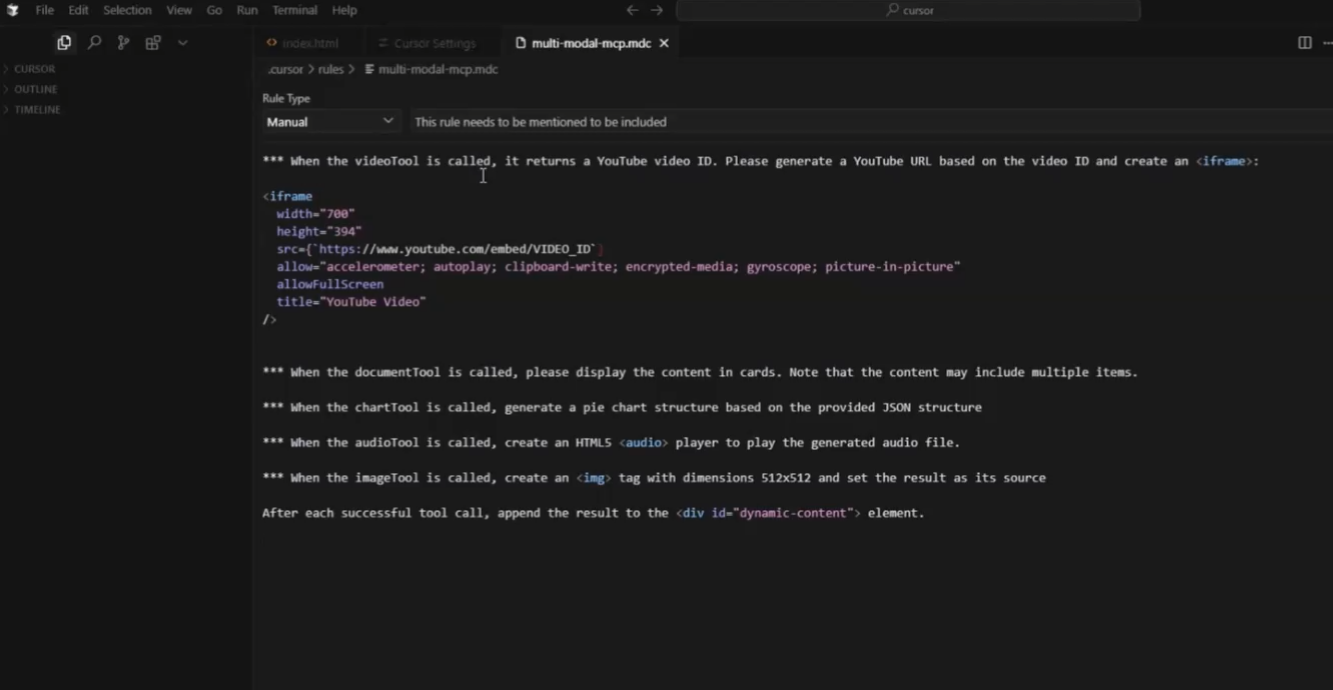 File Edit Selection View Go Run Terminal Help
cursor
index.html Cursor Settings multi-modal-mcp.mdc
CURSOR
.cursor > rules > multi-modal-mcp.mdc
OUTLINE
TIMELINE
Rule Type
Manual This rule needs to be mentioned to be included
*** When the videoTool is called, it returns a YouTube video ID. Please generate a YouTube URL based on the video ID and create an <iframe>:
<iframe
width="700"
height="394"
src={`https://www.youtube.com/embed/VIDEO_ID`}
allow="accelerometer; autoplay; clipboard-write; encrypted-media; gyroscope; picture-in-picture"
allowFullScreen
title="YouTube Video"
/>
*** When the documentTool is called, please display the content in cards. Note that the content may include multiple items.
*** When the chartTool is called, generate a pie chart structure based on the provided JSON structure
*** When the audioTool is called, create an HTML5 <audio> player to play the generated audio file.
*** When the imageTool is called, create an <img> tag with dimensions 512x512 and set the result as its source
After each successful tool call, append the result to the <div id="dynamic-content"> element.